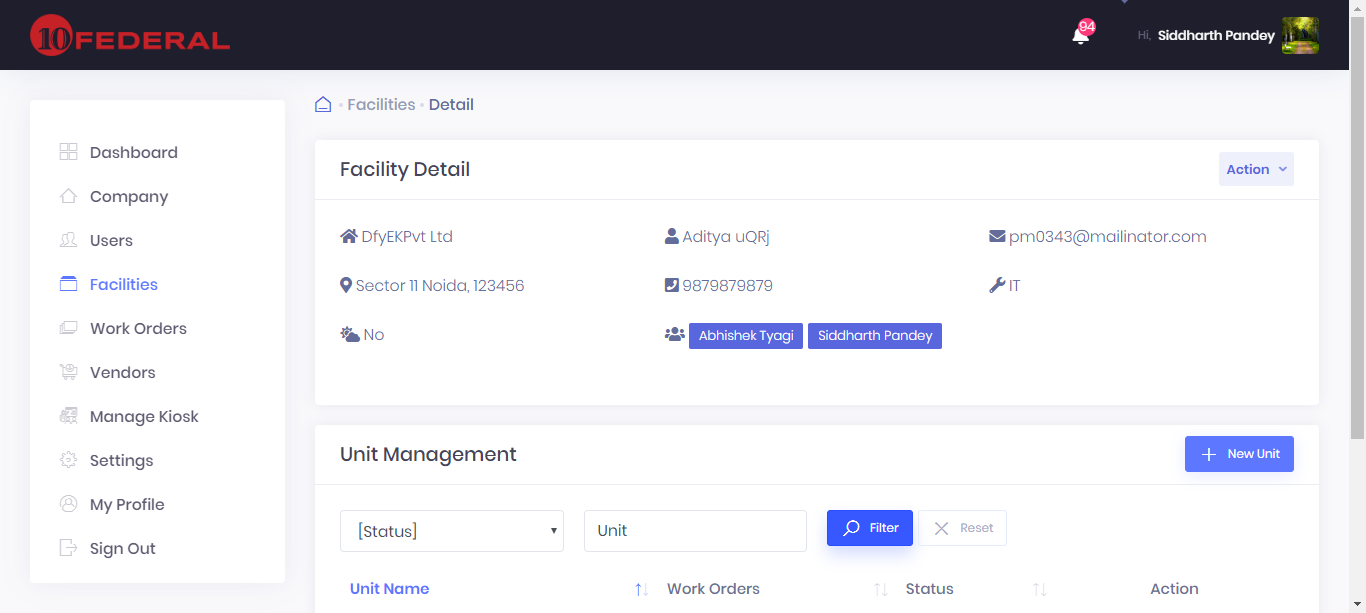 10 FEDERAL
94
Hi, Siddharth Pandey
Facilities • Detail
Dashboard
Company
Users
Facilities
Work Orders
Vendors
Manage Kiosk
Settings
My Profile
Sign Out
Facility Detail
Action
DfyEKPvt Ltd
Aditya uQRj
pm0343@mailinator.com
Sector 11 Noida, 123456
9879879879
IT
No
Abhishek Tyagi Siddharth Pandey
Unit Management
New Unit
[Status]
Unit
Filter
Reset
Unit Name Work Orders Status Action